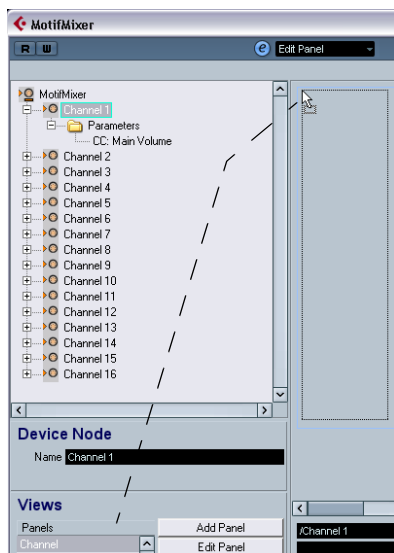 MotifMixer
R W e Edit Panel
MotifMixer
Channel 1
Parameters
CC: Main Volume
Channel 2
Channel 3
Channel 4
Channel 5
Channel 6
Channel 7
Channel 8
Channel 9
Channel 10
Channel 11
Channel 12
Channel 13
Channel 14
Channel 15
Channel 16
Device Node
Name Channel 1
Views
Panels Add Panel
Channel Edit Panel
/Channel 1